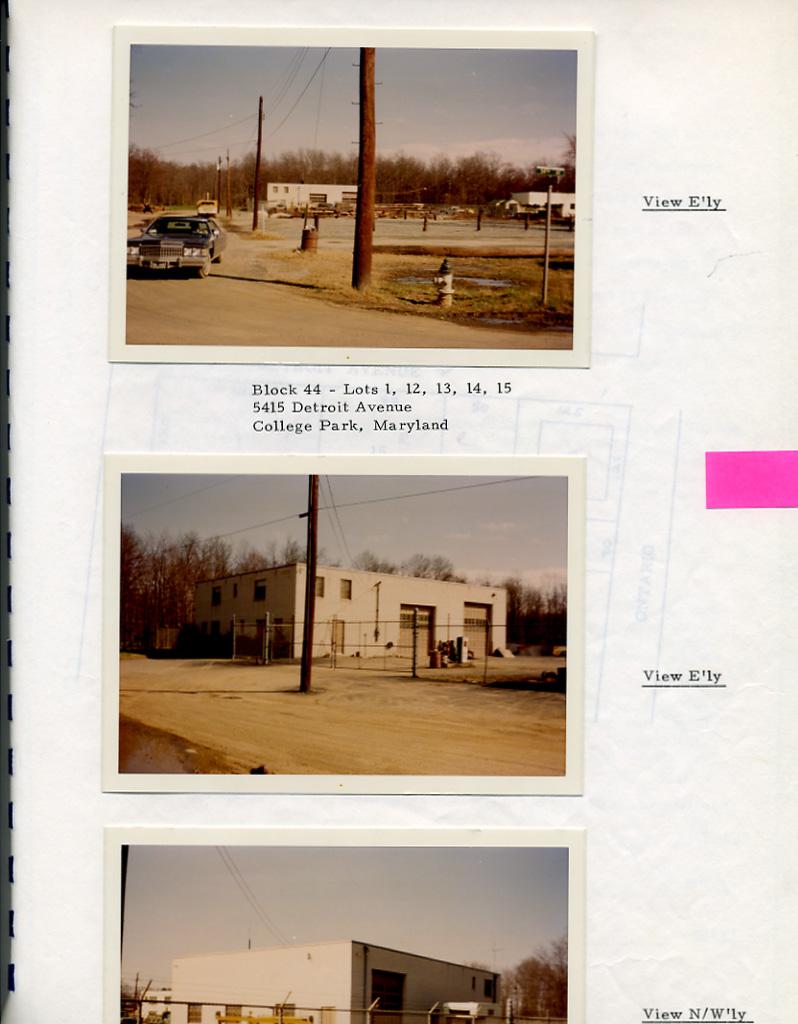 View E'ly
Block 44 - Lots 1, 12, 13, 14, 15
5415 Detroit Avenue
College Park, Maryland
View E'ly
View N/W'ly